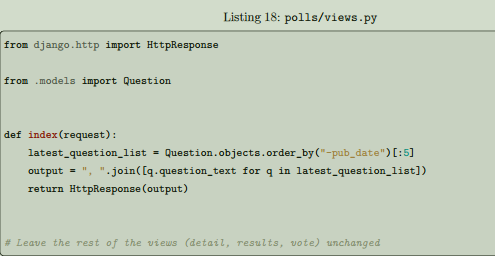 Listing 18: polls/views.py
from django.http import HttpResponse
from .models import Question
def index(request):
    latest_question_list = Question.objects.order_by("-pub_date")[:5]
    output = ", ".join([q.question_text for q in latest_question_list])
    return HttpResponse(output)
# Leave the rest of the views (detail, results, vote) unchanged